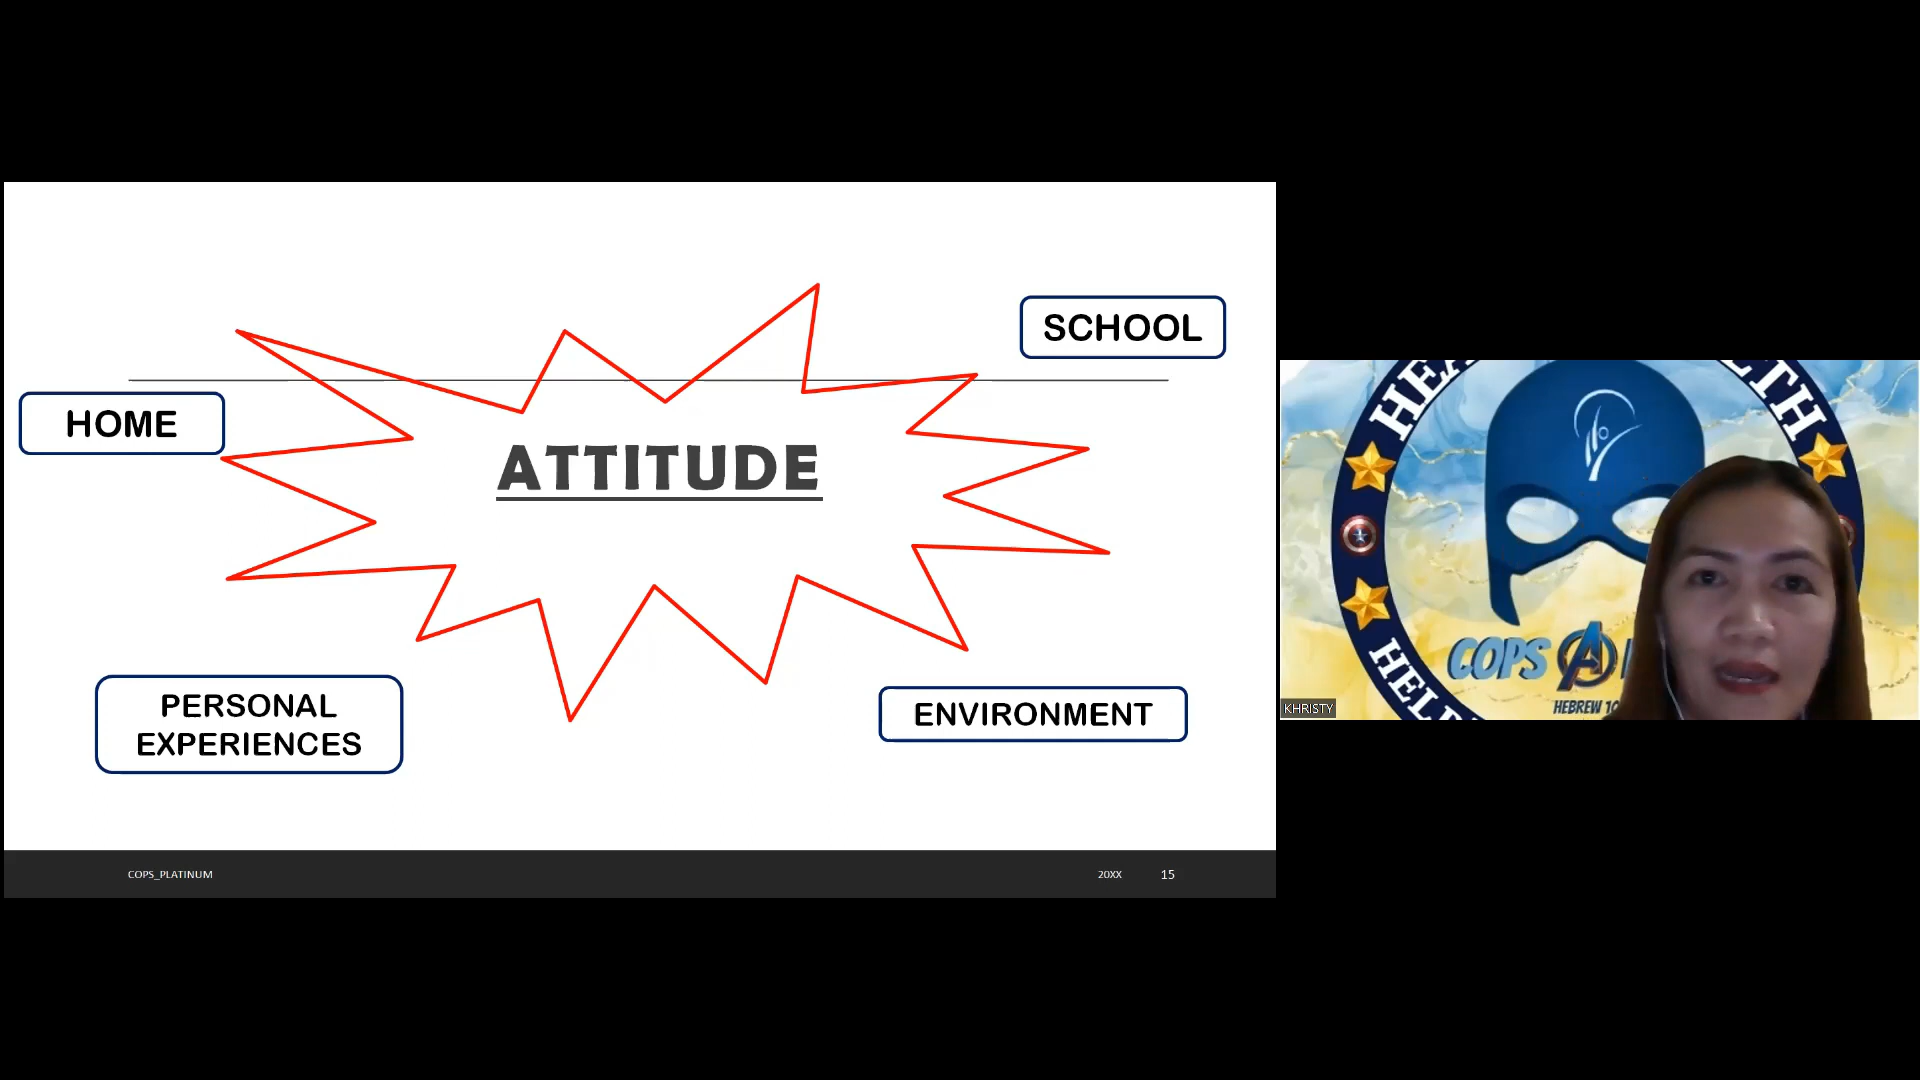 SCHOOL
HOME
ATTITUDE
PERSONAL
EXPERIENCES
ENVIRONMENT
COPS_PLATINUM
20XX
15
COPS
KHRISTY